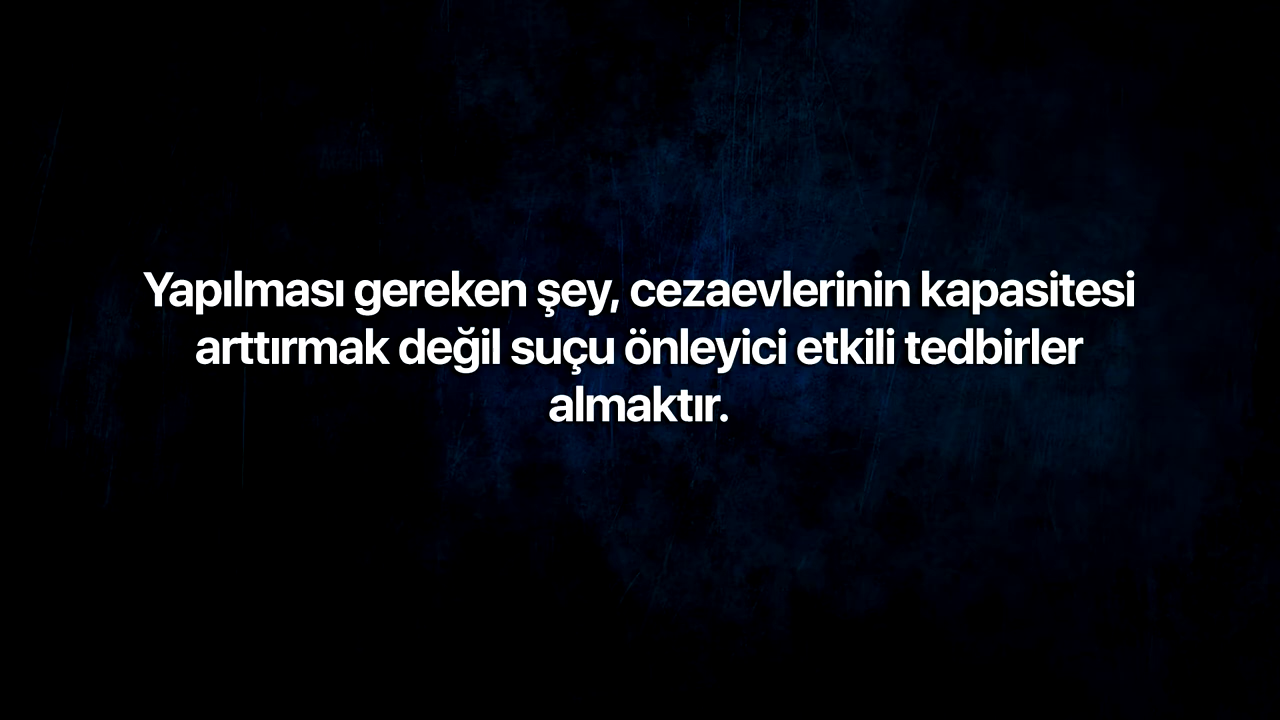 Yapılması gereken şey, cezaevlerinin kapasitesi
arttırmak değil suçu önleyici etkili tedbirler
almaktır.